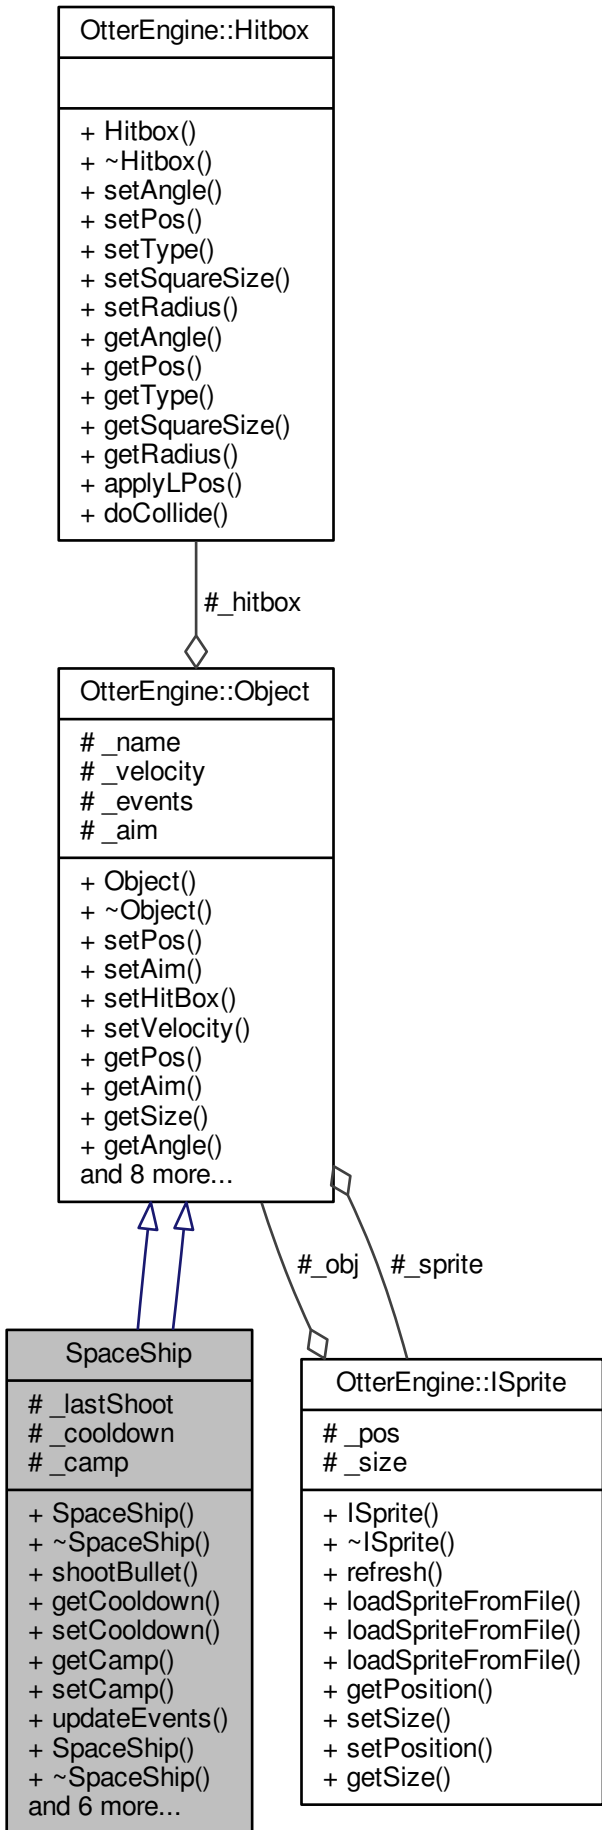 OtterEngine::Hitbox
+ Hitbox()
+ ~Hitbox()
+ setAngle()
+ setPos()
+ setType()
+ setSquareSize()
+ setRadius()
+ getAngle()
+ getPos()
+ getType()
+ getSquareSize()
+ getRadius()
+ applyLPos()
+ doCollide()
#_hitbox
OtterEngine::Object
# _name
# _velocity
# _events
# _aim
+ Object()
+ ~Object()
+ setPos()
+ setAim()
+ setHitBox()
+ setVelocity()
+ getPos()
+ getAim()
+ getSize()
+ getAngle()
and 8 more...
#_obj
#_sprite
SpaceShip
# _lastShoot
# _cooldown
# _camp
+ SpaceShip()
+ ~SpaceShip()
+ shootBullet()
+ getCooldown()
+ setCooldown()
+ getCamp()
+ setCamp()
+ updateEvents()
+ SpaceShip()
+ ~SpaceShip()
and 6 more...
OtterEngine::ISprite
# _pos
# _size
+ ISprite()
+ ~ISprite()
+ refresh()
+ loadSpriteFromFile()
+ loadSpriteFromFile()
+ loadSpriteFromFile()
+ getPosition()
+ setSize()
+ setPosition()
+ getSize()